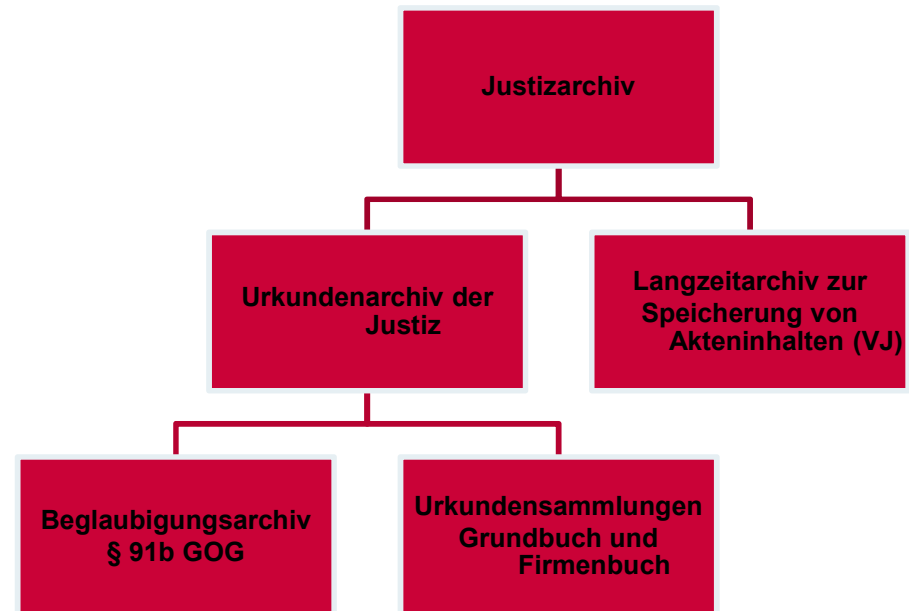 Justizarchiv
Urkundenarchiv der
Justiz
Langzeitarchiv zur
Speicherung von
Akteninhalten (VJ)
Beglaubigungsarchiv
§ 91b GOG
Urkundensammlungen
Grundbuch und
Firmenbuch